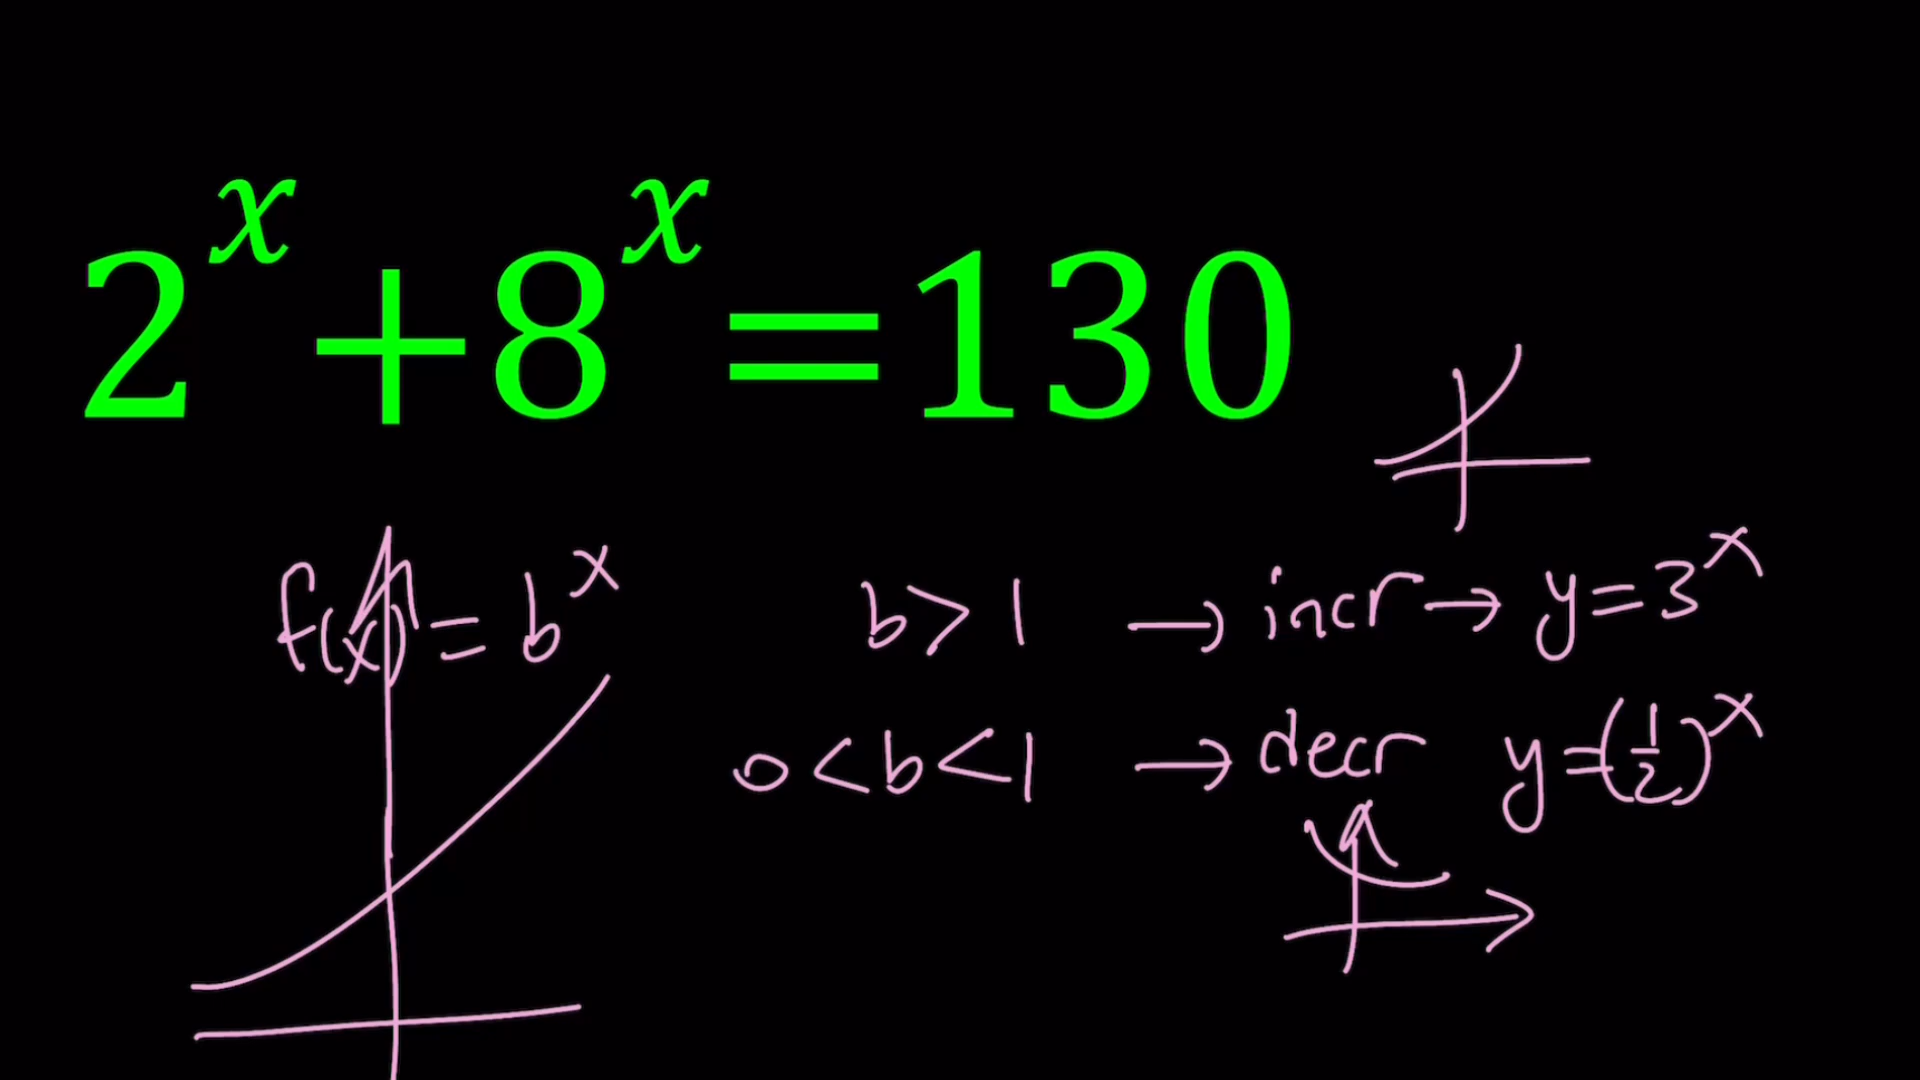 2^x+8^x=130
f(x) = b^x
b > 1 → incr → y = 3^x
0 < b < 1 → decr y = (1/2)^x